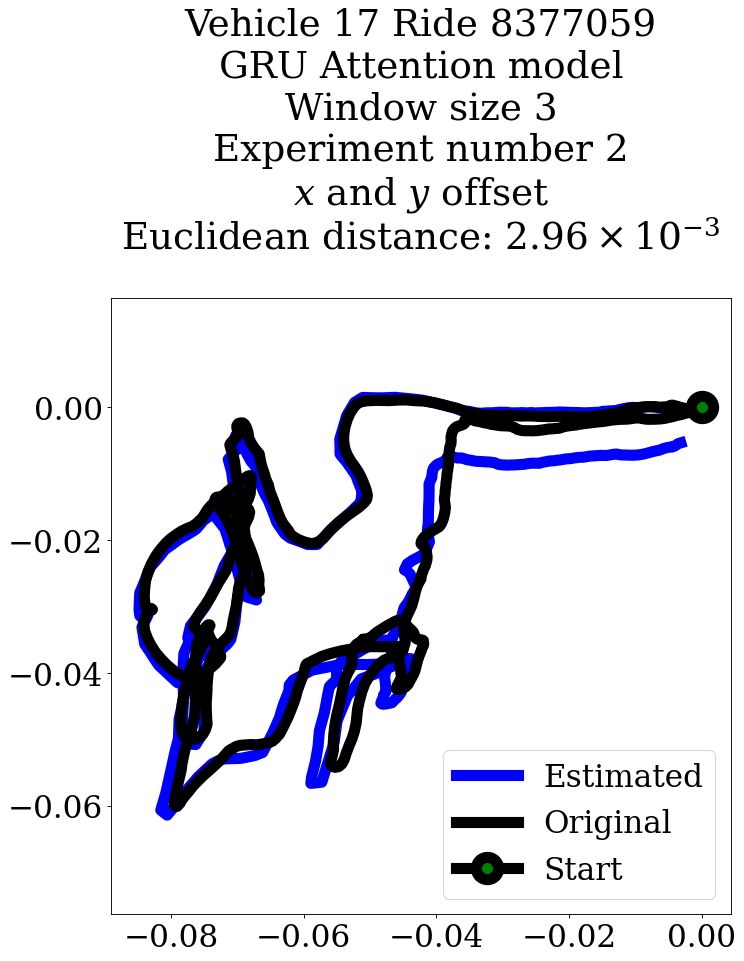 Vehicle 17 Ride 8377059
GRU Attention model
Window size 3
Experiment number 2
x and y offset
Euclidean distance: 2.96 × 10⁻³
0.00
−0.02
−0.04
−0.06
Estimated
Original
Start
−0.08 −0.06 −0.04 −0.02 0.00